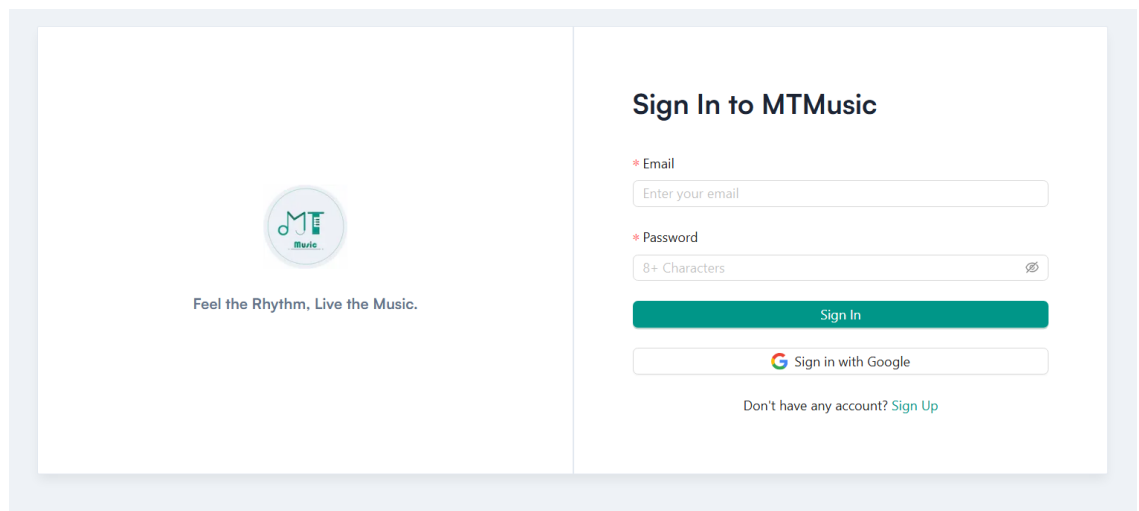 MT
Music
Feel the Rhythm, Live the Music.
Sign In to MTMusic
* Email
Enter your email
* Password
8+ Characters
Sign In
Sign in with Google
Don't have any account? Sign Up